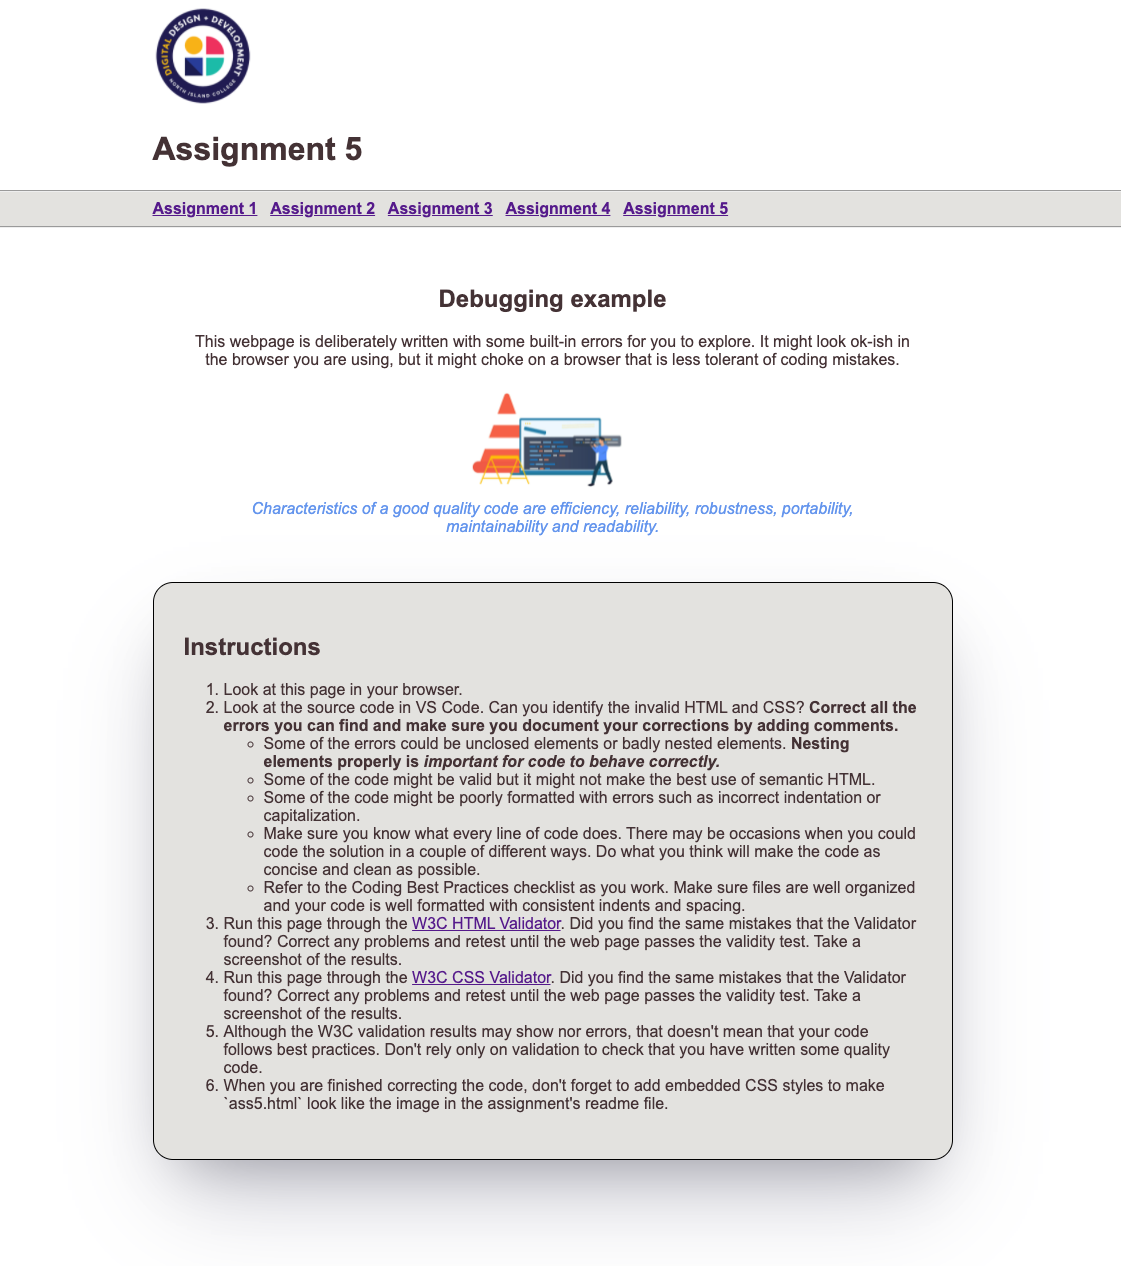 DIGITAL DESIGN + DEVELOPMENT
NORTH ISLAND COLLEGE
Assignment 5
Assignment 1 Assignment 2 Assignment 3 Assignment 4 Assignment 5
Debugging example
This webpage is deliberately written with some built-in errors for you to explore. It might look ok-ish in
the browser you are using, but it might choke on a browser that is less tolerant of coding mistakes.
Characteristics of a good quality code are efficiency, reliability, robustness, portability,
maintainability and readability.
Instructions
1. Look at this page in your browser.
2. Look at the source code in VS Code. Can you identify the invalid HTML and CSS? Correct all the
errors you can find and make sure you document your corrections by adding comments.
◦ Some of the errors could be unclosed elements or badly nested elements. Nesting
elements properly is important for code to behave correctly.
◦ Some of the code might be valid but it might not make the best use of semantic HTML.
◦ Some of the code might be poorly formatted with errors such as incorrect indentation or
capitalization.
◦ Make sure you know what every line of code does. There may be occasions when you could
code the solution in a couple of different ways. Do what you think will make the code as
concise and clean as possible.
◦ Refer to the Coding Best Practices checklist as you work. Make sure files are well organized
and your code is well formatted with consistent indents and spacing.
3. Run this page through the W3C HTML Validator. Did you find the same mistakes that the Validator
found? Correct any problems and retest until the web page passes the validity test. Take a
screenshot of the results.
4. Run this page through the W3C CSS Validator. Did you find the same mistakes that the Validator
found? Correct any problems and retest until the web page passes the validity test. Take a
screenshot of the results.
5. Although the W3C validation results may show nor errors, that doesn't mean that your code
follows best practices. Don't rely only on validation to check that you have written some quality
code.
6. When you are finished correcting the code, don't forget to add embedded CSS styles to make
`ass5.html` look like the image in the assignment's readme file.